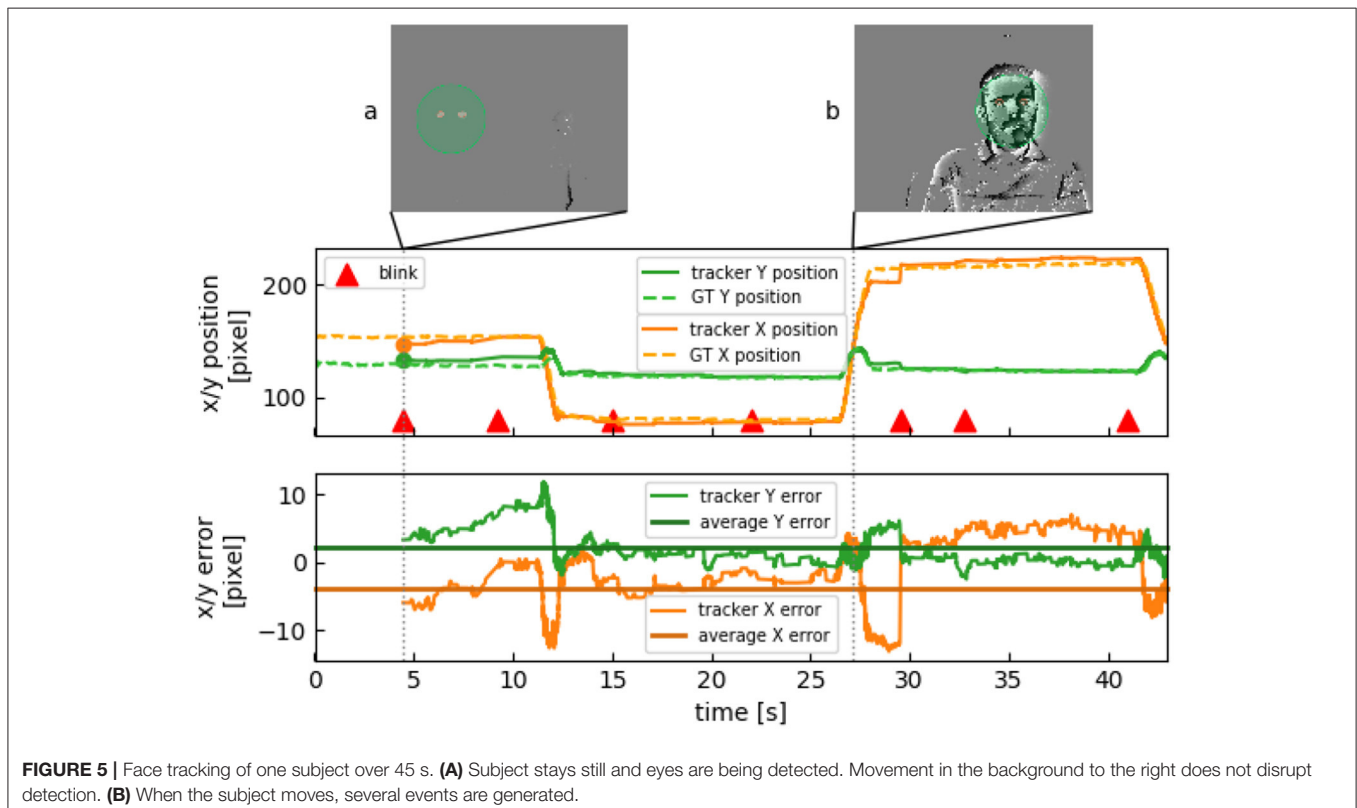 a
b
blink
tracker Y position
GT Y position
tracker X position
GT X position
x/y position
[pixel]
200
100
tracker Y error
average Y error
tracker X error
average X error
x/y error
[pixel]
10
0
−10
0 5 10 15 20 25 30 35 40
time [s]
FIGURE 5 | Face tracking of one subject over 45 s. (A) Subject stays still and eyes are being detected. Movement in the background to the right does not disrupt
detection. (B) When the subject moves, several events are generated.